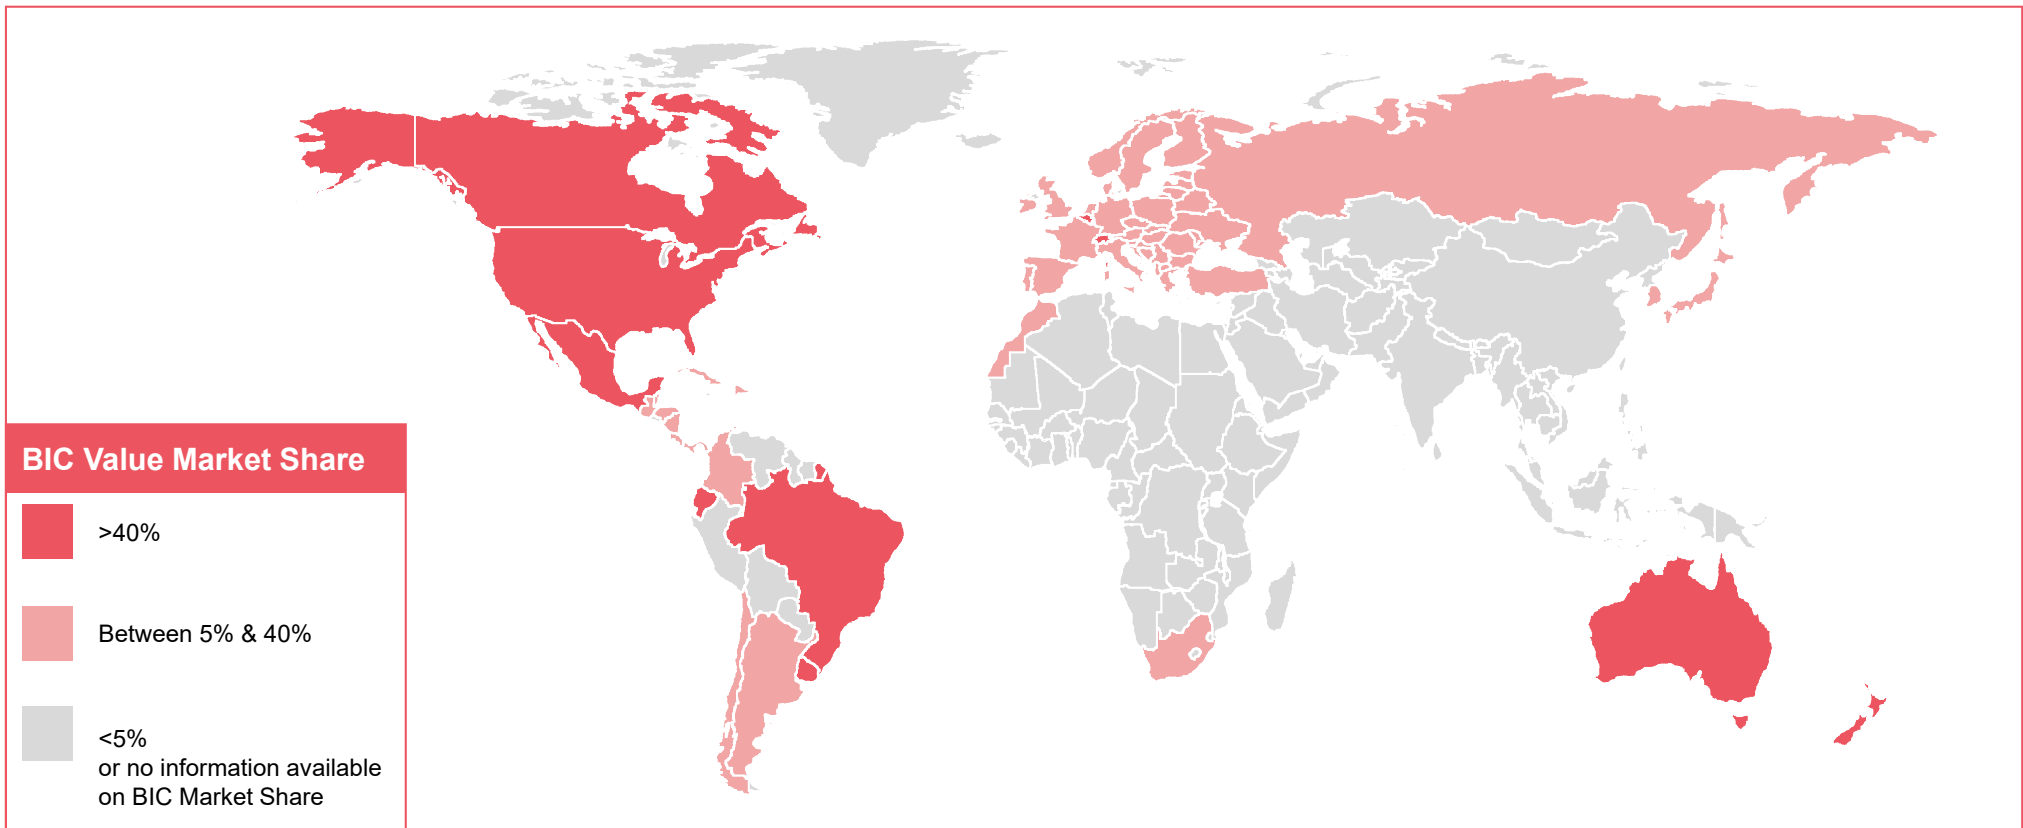 BIC Value Market Share
>40%
Between 5% & 40%
<5%
or no information available
on BIC Market Share